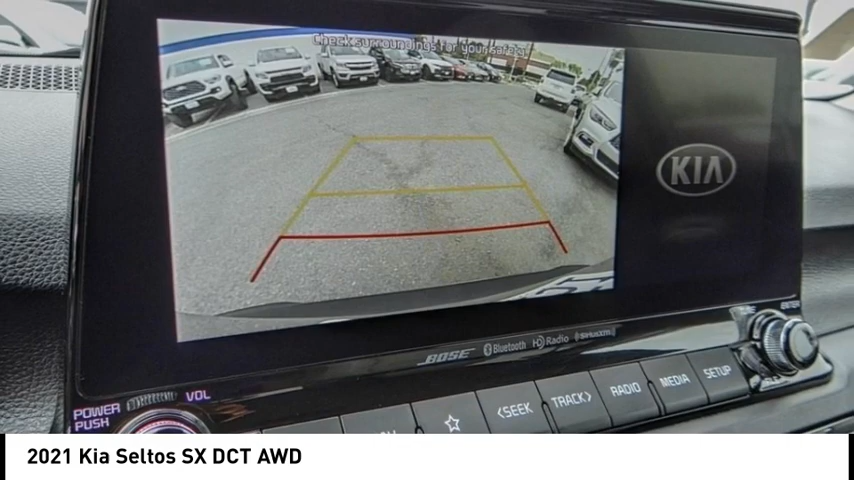 Check surroundings for your safety
KIA
BOSE Bluetooth HD Radio SiriusXM
ENTER
POWER
PUSH
VOL
<SEEK
TRACK>
RADIO
MEDIA
SETUP
2021 Kia Seltos SX DCT AWD